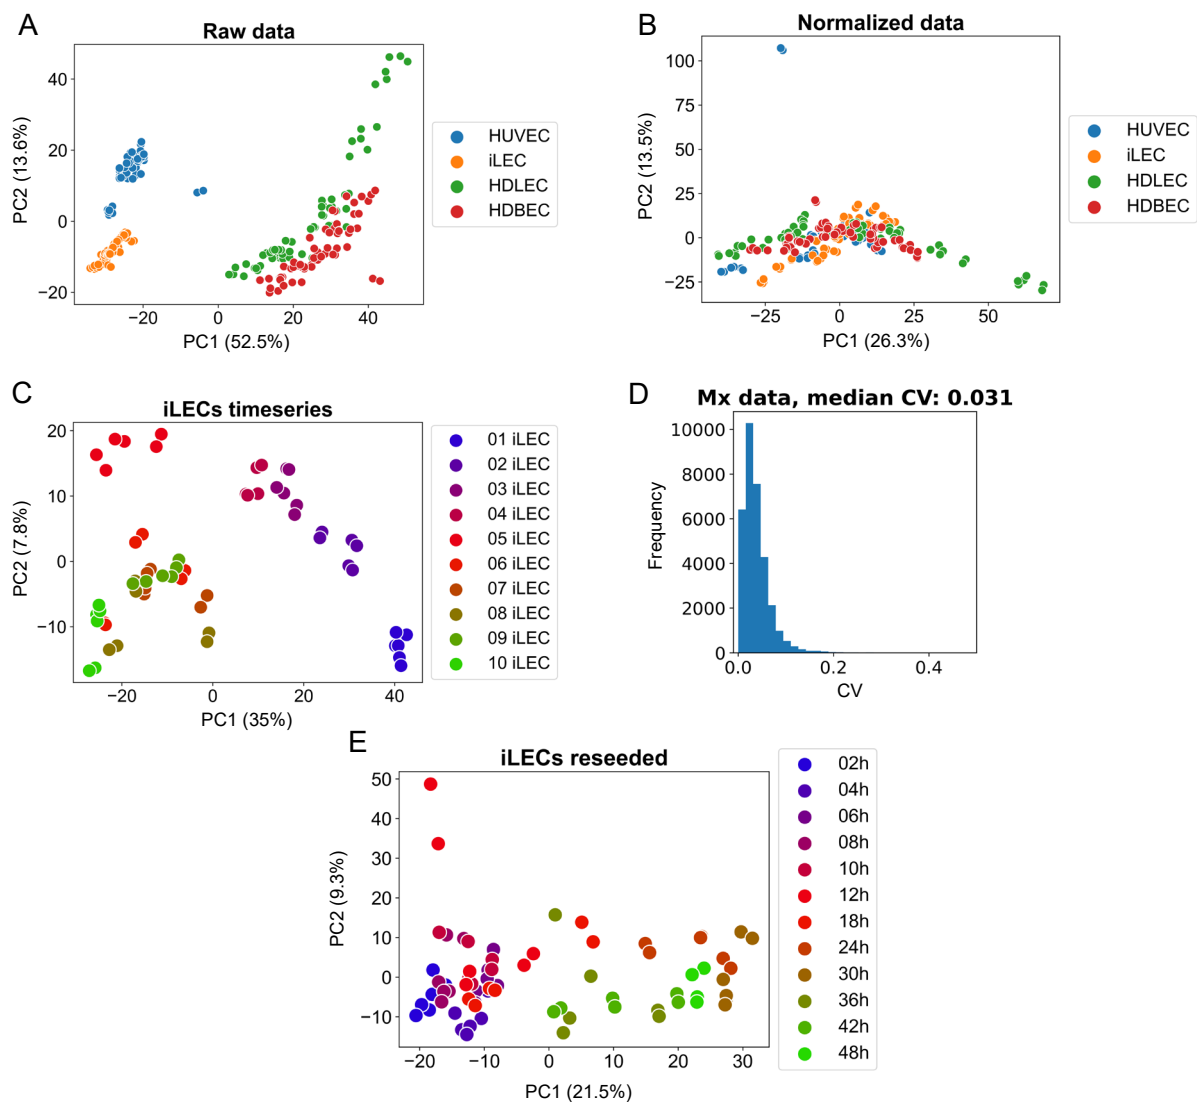 A
Raw data
40
20
0
−20
−20
0
20
40
PC2 (13.6%)
PC1 (52.5%)
HUVEC
iLEC
HDLEC
HDBEC
B
Normalized data
100
75
50
25
0
−25
−25
0
25
50
PC2 (13.5%)
PC1 (26.3%)
HUVEC
iLEC
HDLEC
HDBEC
C
iLECs timeseries
20
10
0
−10
−20
0
20
40
PC2 (7.8%)
PC1 (35%)
01 iLEC
02 iLEC
03 iLEC
04 iLEC
05 iLEC
06 iLEC
07 iLEC
08 iLEC
09 iLEC
10 iLEC
D
Mx data, median CV: 0.031
10000
8000
6000
4000
2000
0
0.0
0.2
0.4
Frequency
CV
E
iLECs reseeded
50
40
30
20
10
0
−10
−20
−10
0
10
20
30
PC2 (9.3%)
PC1 (21.5%)
02h
04h
06h
08h
10h
12h
18h
24h
30h
36h
42h
48h